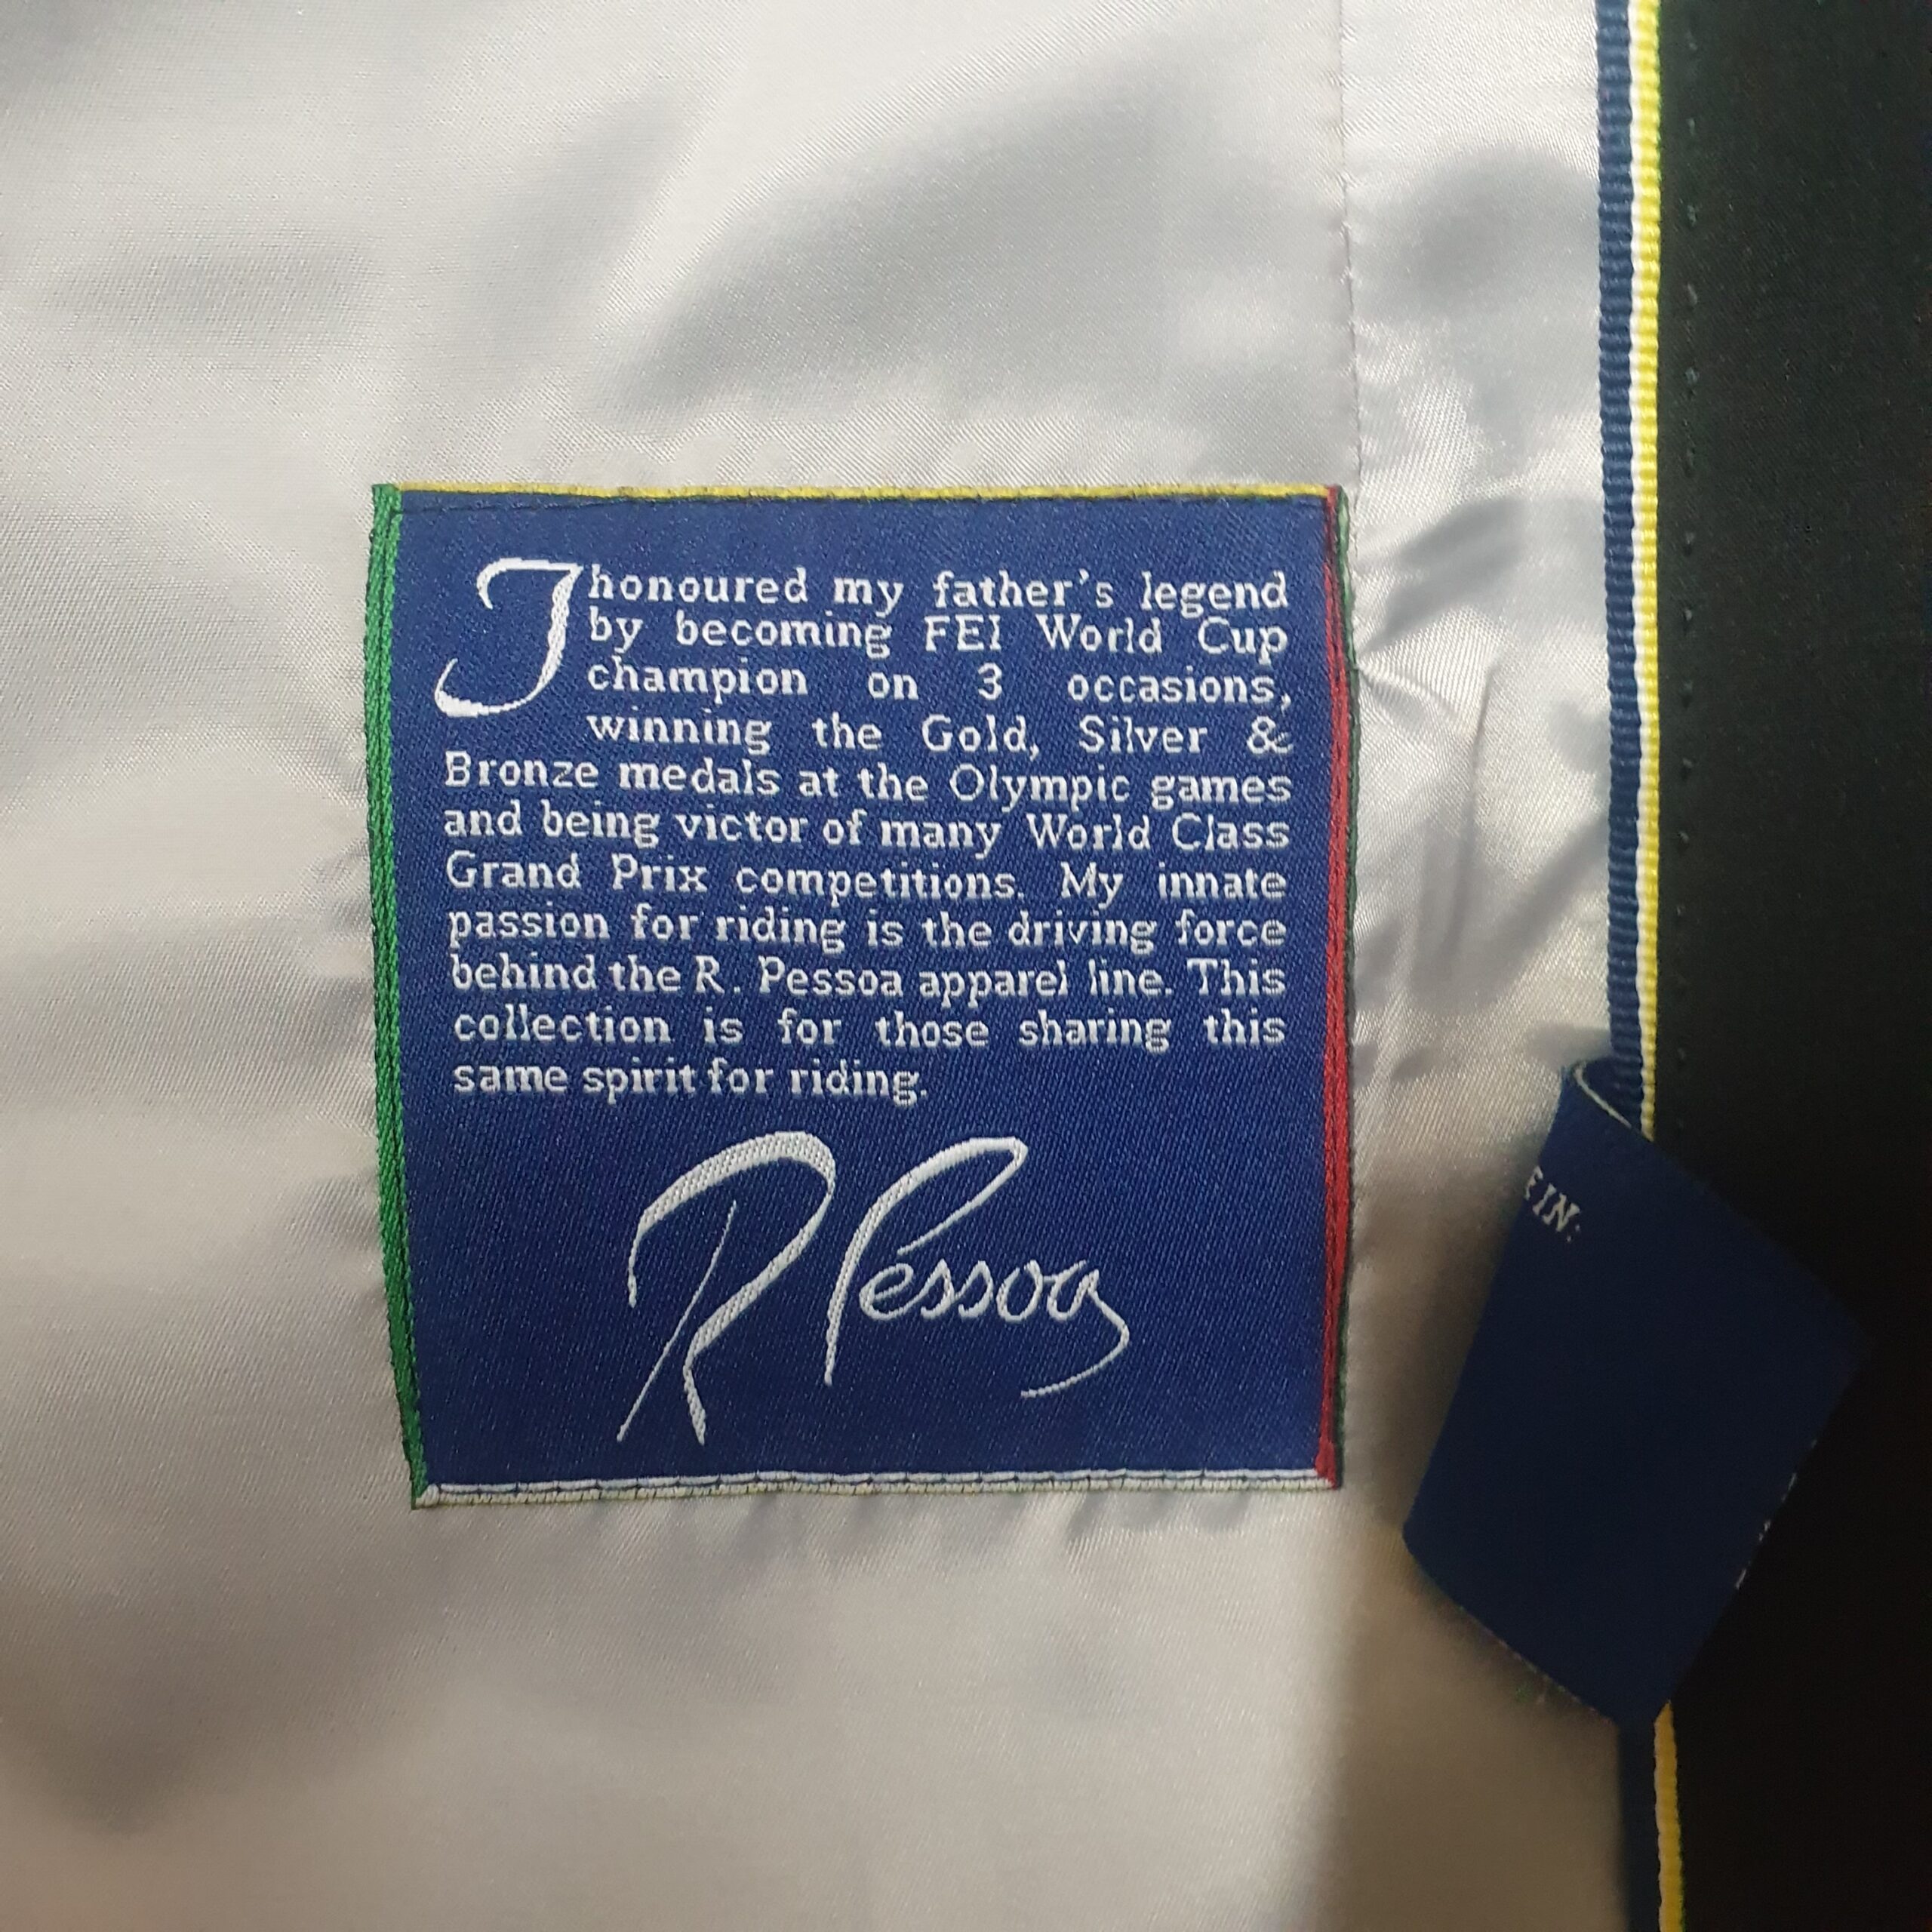 I honoured my father's legend
by becoming FEI World Cup
champion on 3 occasions,
winning the Gold, Silver &
Bronze medals at the Olympic games
and being victor of many World Class
Grand Prix competitions. My innate
passion for riding is the driving force
behind the R. Pessoa apparel line. This
collection is for those sharing this
same spirit for riding.
R Pessoa